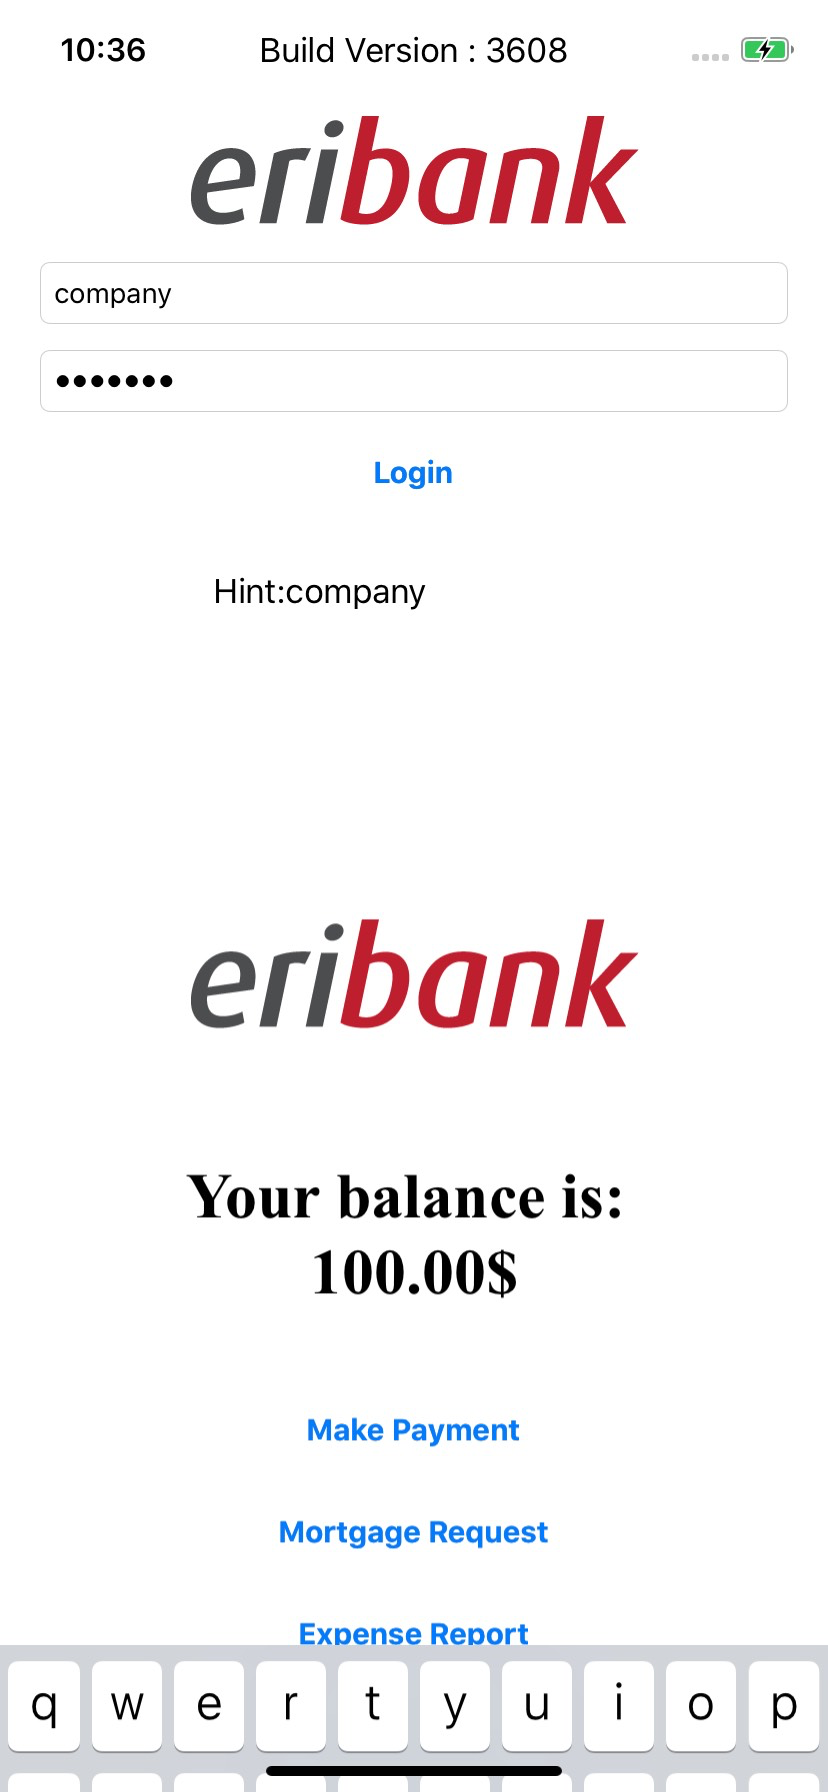 10:36 Build Version : 3608
eribank
company
•••••••
Login
Hint:company
eribank
Your balance is:
100.00$
Make Payment
Mortgage Request
Expense Report
q w e r t y u i o p